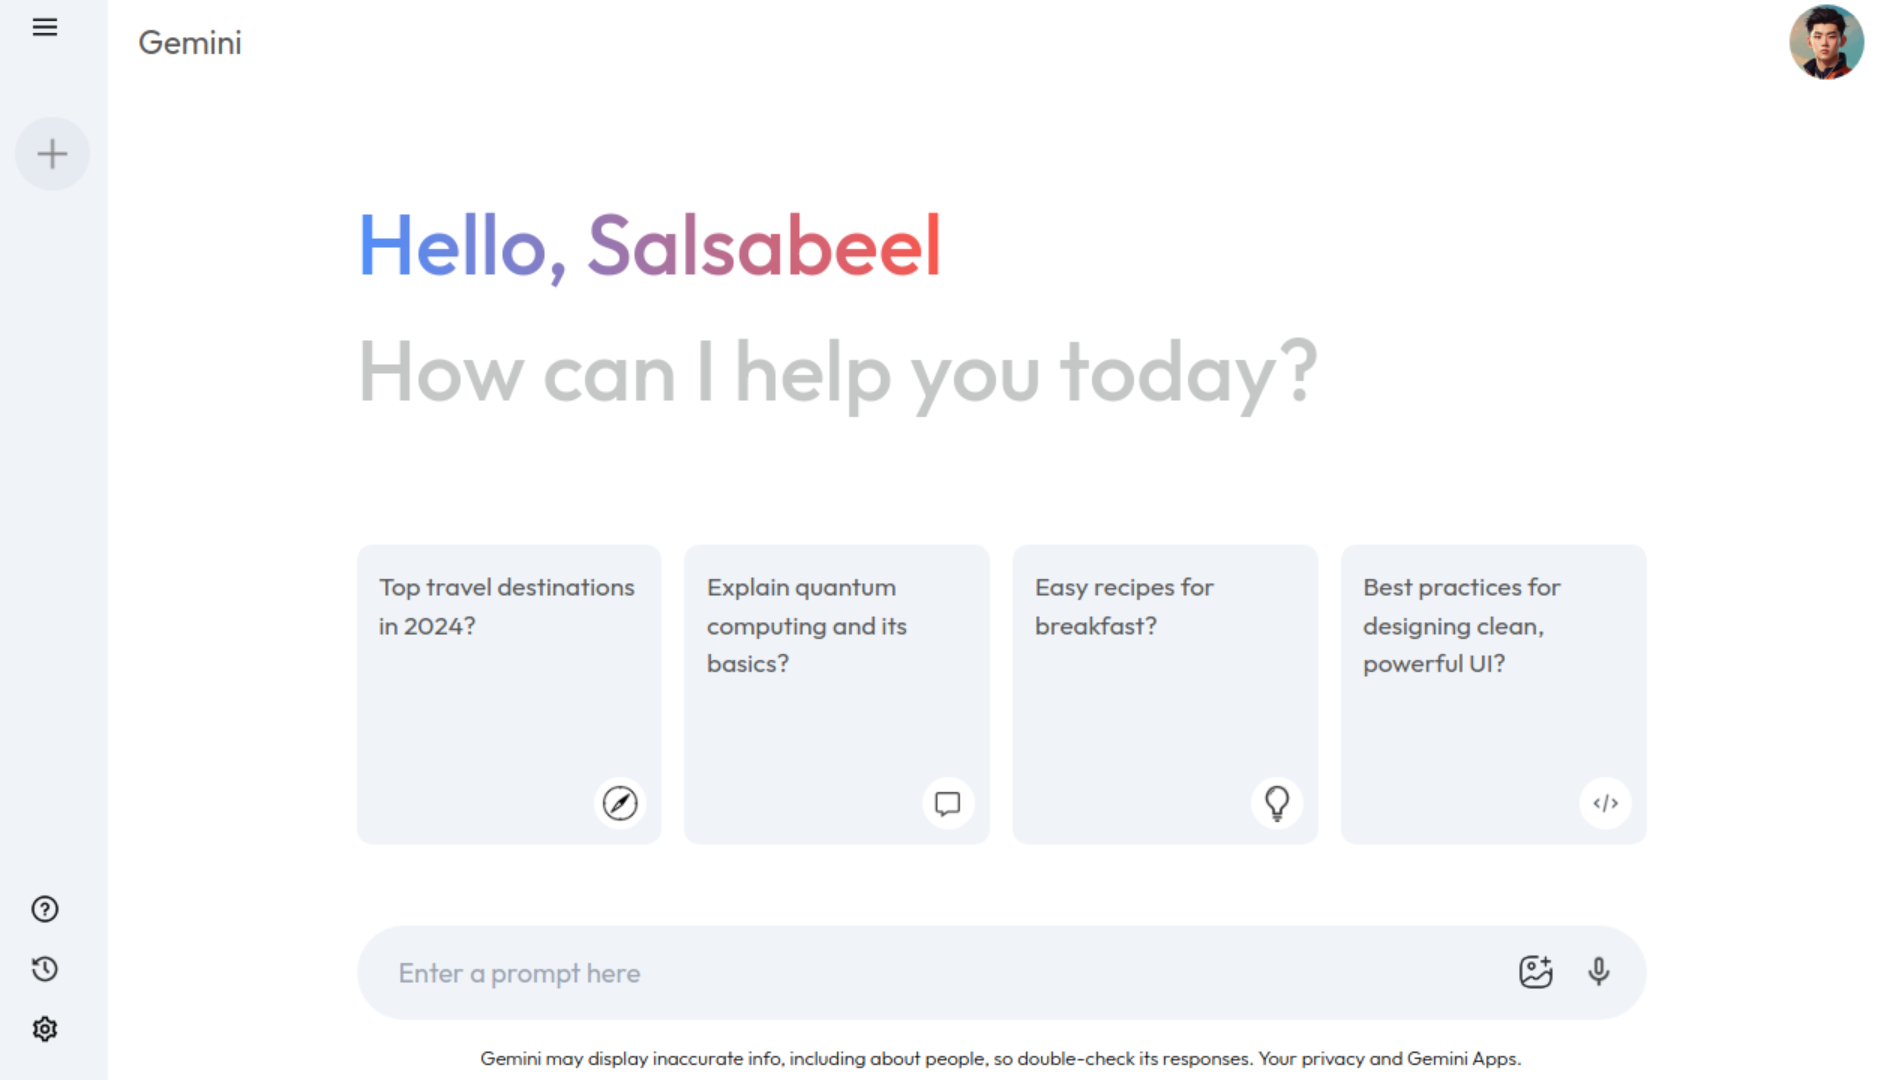 Gemini
Hello, Salsabeel
How can I help you today?
Top travel destinations
in 2024?
Explain quantum
computing and its
basics?
Easy recipes for
breakfast?
Best practices for
designing clean,
powerful UI?
Enter a prompt here
Gemini may display inaccurate info, including about people, so double-check its responses. Your privacy and Gemini Apps.